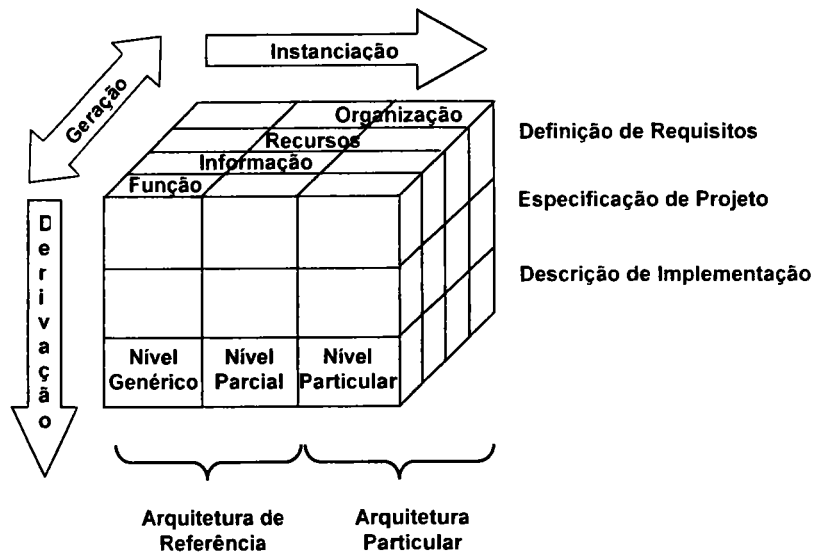 Instanciação
Geração
Organização
Recursos
Informação
Função
Definição de Requisitos
Especificação de Projeto
Descrição de Implementação
Derivação
Nível
Genérico
Nível
Parcial
Nível
Particular
Arquitetura de
Referência
Arquitetura
Particular